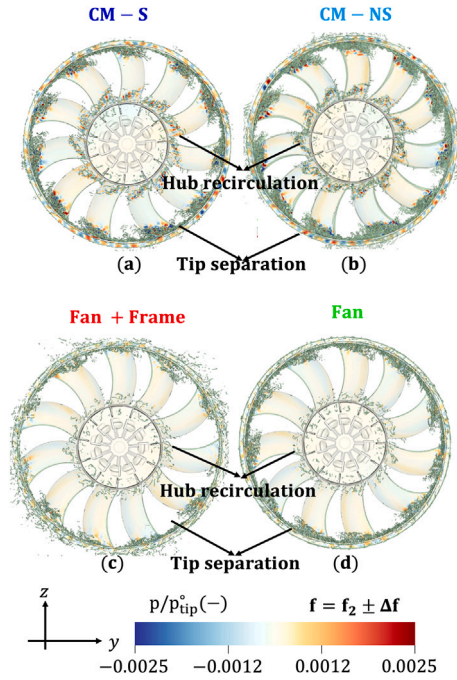 CM − S
CM − NS
Hub recirculation
Tip separation
(a)
(b)
Fan + Frame
Fan
Hub recirculation
Tip separation
(c)
(d)
z
y
p/p°tip(−)
f = f₂ ± Δf
−0.0025 −0.0012 0.0012 0.0025